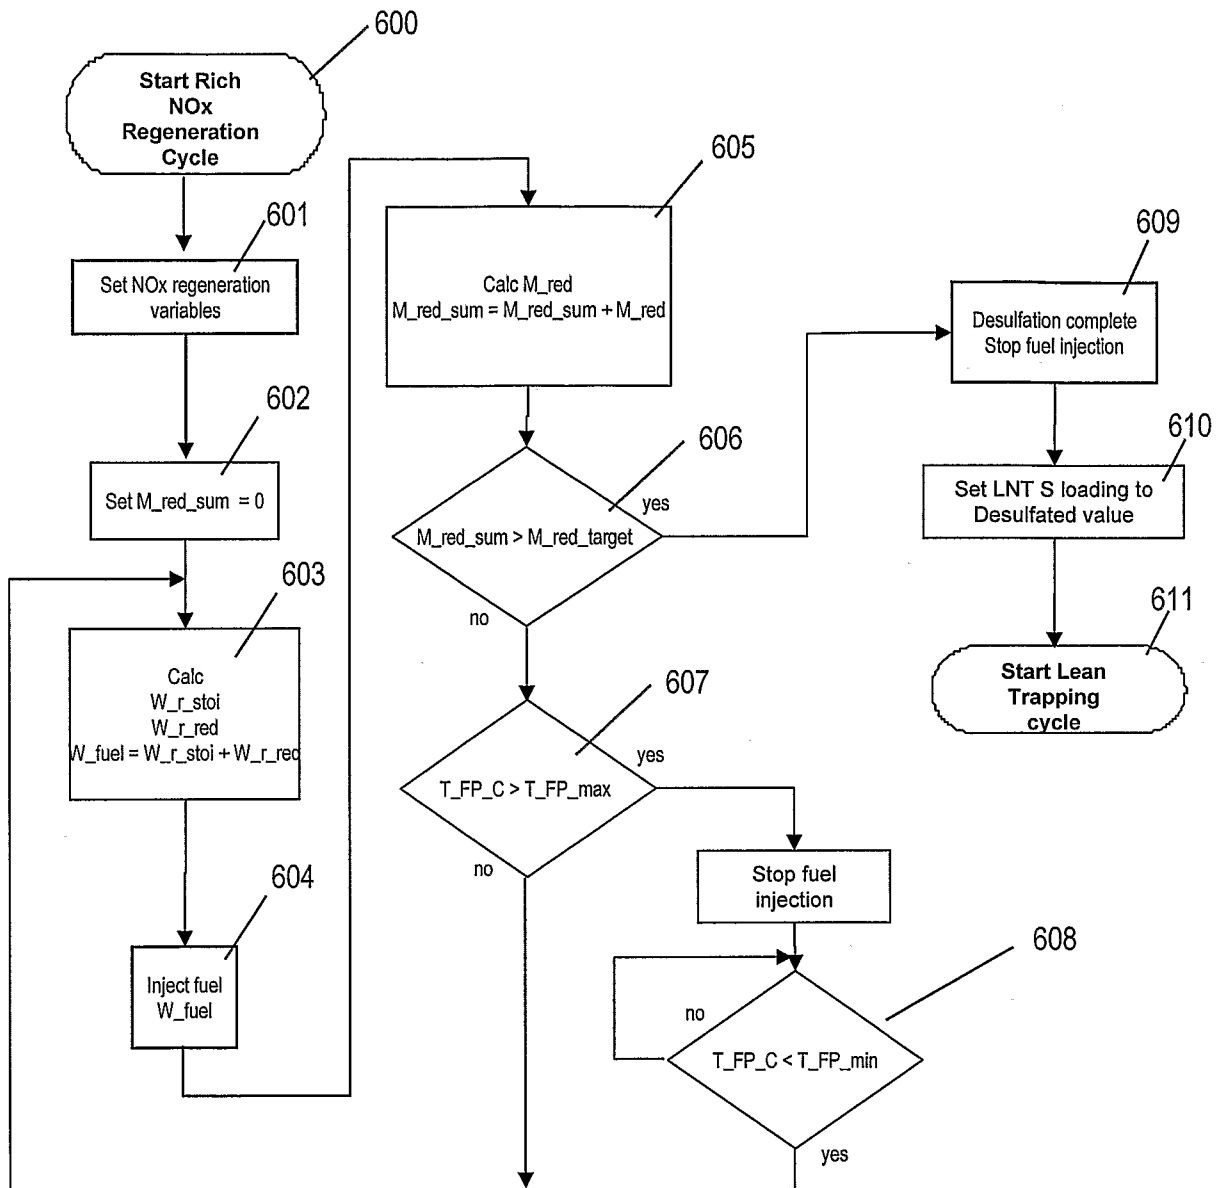 600
Start Rich
NOx
Regeneration
Cycle
601
Set NOx regeneration
variables
602
Set M_red_sum = 0
603
Calc
W_r_stoi
W_r_red
W_fuel = W_r_stoi + W_r_red
604
Inject fuel
W_fuel
605
Calc M_red
M_red_sum = M_red_sum + M_red
606
yes
M_red_sum > M_red_target
no
607
yes
T_FP_C > T_FP_max
no
Stop fuel
injection
608
no
T_FP_C < T_FP_min
yes
609
Desulfation complete
Stop fuel injection
610
Set LNT S loading to
Desulfated value
611
Start Lean
Trapping
cycle